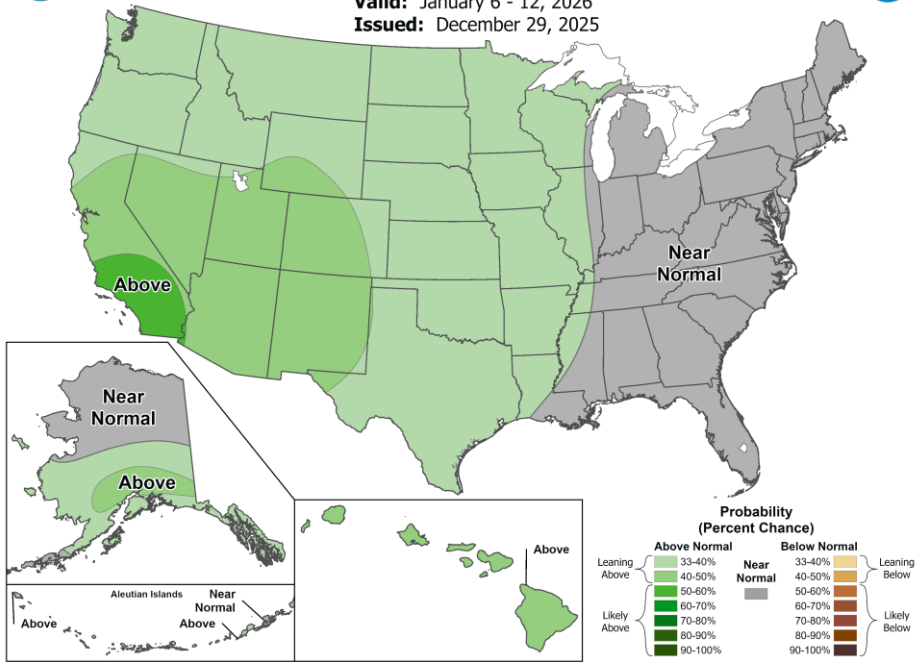 Valid: January 6 - 12, 2026
Issued: December 29, 2025
Above
Near
Normal
Near
Normal
Above
Above
Aleutian Islands
Near
Normal
Above
Above
Probability
(Percent Chance)
Above Normal
Below Normal
Leaning
Above
33-40%
40-50%
Likely
Above
50-60%
60-70%
70-80%
80-90%
90-100%
Near
Normal
33-40%
40-50%
Leaning
Below
50-60%
60-70%
70-80%
80-90%
90-100%
Likely
Below